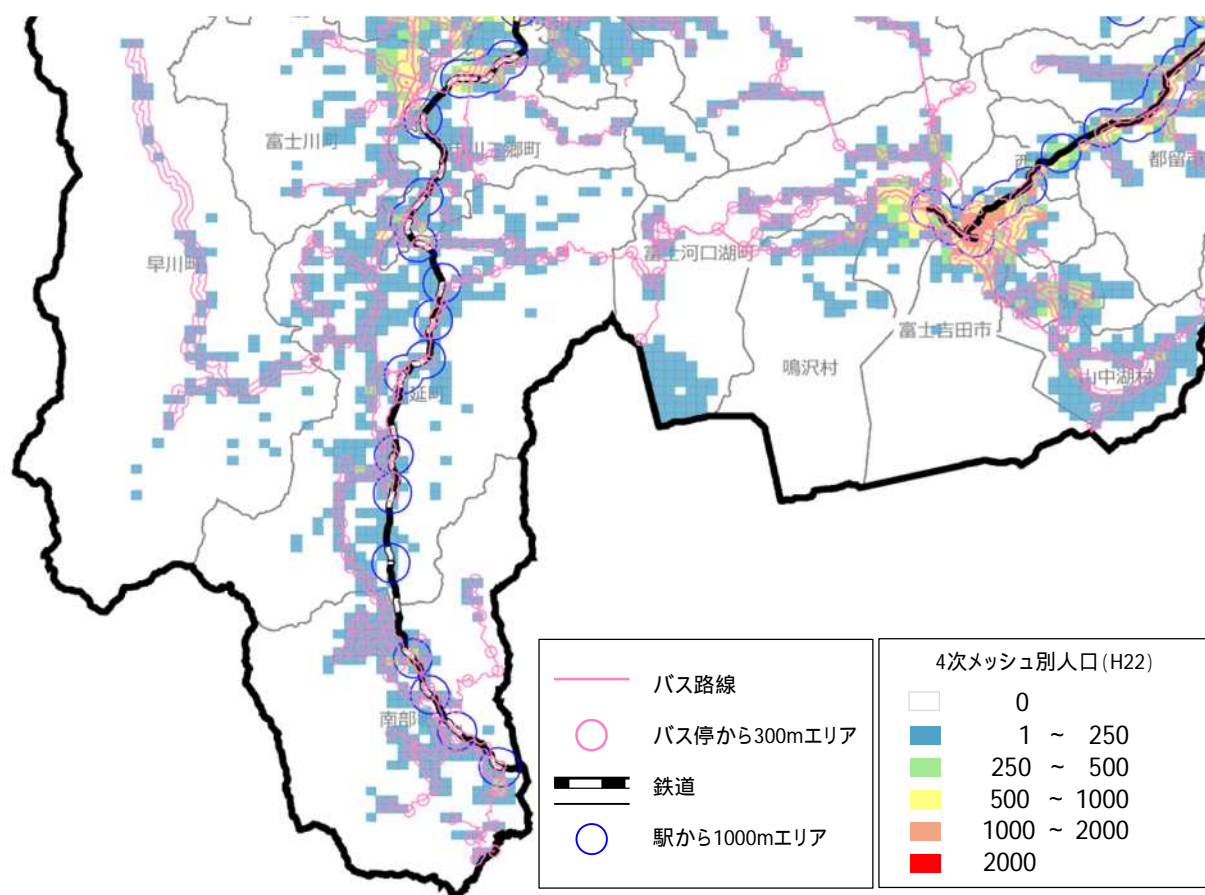 富士川町
川三郷町
西
都留市
早川町
富士河口湖町
富士吉田市
鳴沢村
山中湖村
延町
南部
バス路線
バス停から300mエリア
鉄道
駅から1000mエリア
4次メッシュ別人口(H22)
0
1 ~ 250
250 ~ 500
500 ~ 1000
1000 ~ 2000
2000